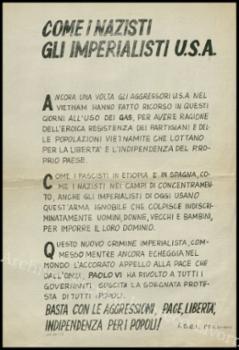 COME I NAZISTI
GLI IMPERIALISTI U.S.A.
ANCORA UNA VOLTA GLI AGGRESSORI U.S.A. NEL
VIETNAM HANNO FATTO RICORSO IN QUESTI
GIORNI ALL'USO DEI GAS, PER AVERE RAGIONE
DELL'EROICA RESISTENZA DEI PARTIGIANI E DEL-
LE POPOLAZIONI VIETNAMITE CHE LOTTANO
PER LA LIBERTA' E L'INDIPENDENZA DEL PRO-
PRIO PAESE.
COME I FASCISTI IN ETIOPIA E IN SPAGNA, CO-
ME I NAZISTI NEI CAMPI DI CONCENTRAMEN-
TO, ANCHE GLI IMPERIALISTI DI OGGI USANO
QUEST'ARMA IGNOBILE CHE COLPISCE INDISCRI-
MINATAMENTE UOMINI, DONNE, VECCHI E BAMBINI,
PER IMPORRE IL LORO DOMINIO.
QUESTO NUOVO CRIMINE IMPERIALISTA, COM-
MESSO MENTRE ANCORA ECHEGGIA NEL
MONDO L'ACCORATO APPELLO ALLA PACE CHE
DALL'ONU, PAOLO VI HA RIVOLTO A TUTTI I
GOVERNANTI, SUSCITA LA SDEGNATA PROTE-
STA DI TUTTI I POPOLI.
BASTA CON LE AGGRESSIONI, PACE, LIBERTA',
INDIPENDENZA PER I POPOLI!